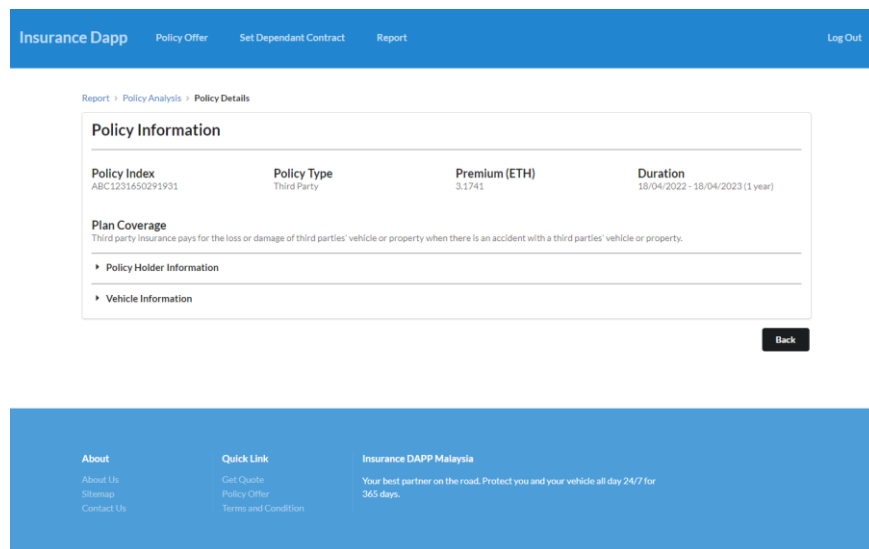 Insurance Dapp Policy Offer Set Dependant Contract Report Log Out
Report > Policy Analysis > Policy Details
Policy Information
Policy Index Policy Type Premium (ETH) Duration
ABC1231650291931 Third Party 3.1741 18/04/2022 - 18/04/2023 (1 year)
Plan Coverage
Third party insurance pays for the loss or damage of third parties' vehicle or property when there is an accident with a third parties' vehicle or property.
Policy Holder Information
Vehicle Information
Back
About Quick Link Insurance DAPP Malaysia
About Us Get Quote Your best partner on the road. Protect you and your vehicle all day 24/7 for
Sitemap Policy Offer 365 days.
Contact Us Terms and Condition